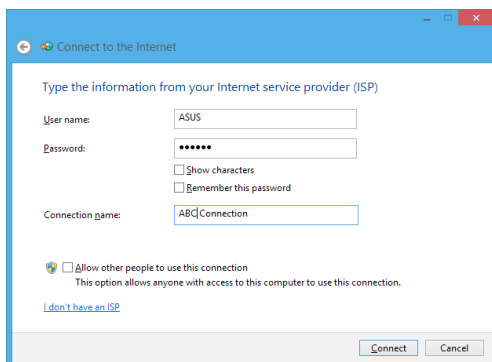 Connect to the Internet
Type the information from your Internet service provider (ISP)
User name: ASUS
Password: ●●●●●●
Show characters
Remember this password
Connection name: ABC Connection
Allow other people to use this connection
This option allows anyone with access to this computer to use this connection.
I don't have an ISP
Connect Cancel